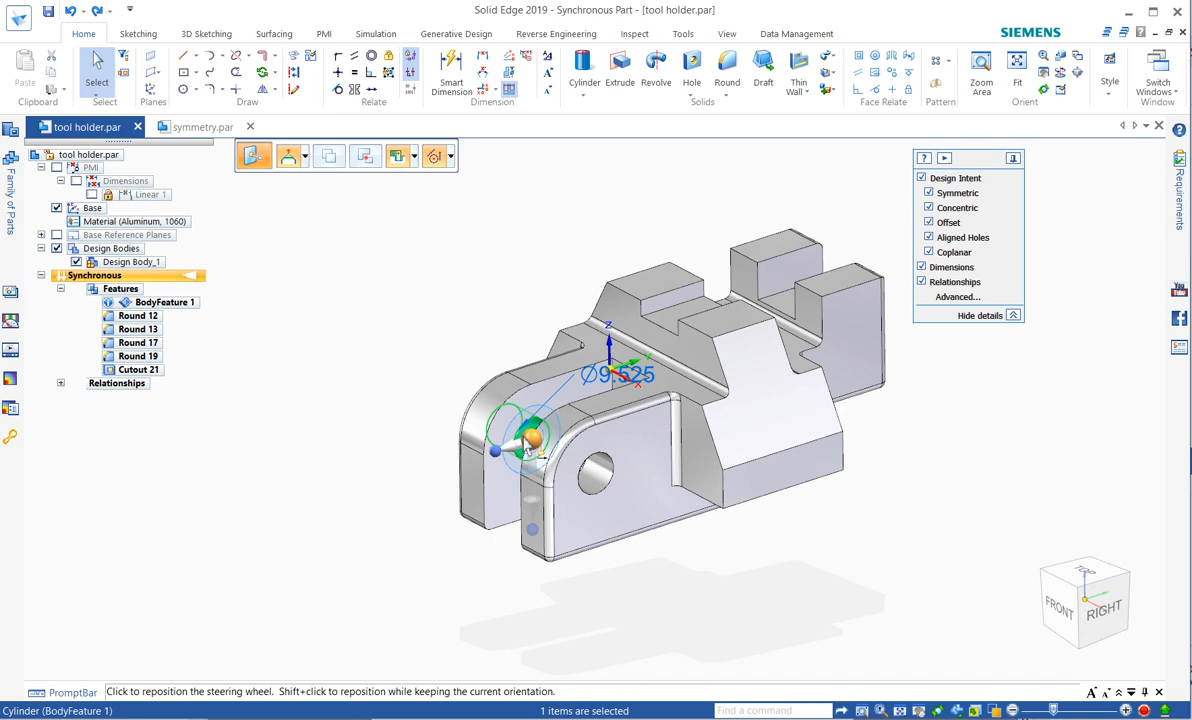 Solid Edge 2019 - Synchronous Part - [tool holder.par]
Home Sketching 3D Sketching Surfacing PMI Simulation Generative Design Reverse Engineering Inspect Tools View Data Management
SIEMENS
Paste
Clipboard
Select
Select
Planes
Draw
Relate
Smart Dimension
Dimension
Cylinder
Extrude
Revolve
Hole
Round
Draft
Thin Wall
Solids
Face Relate
Pattern
Zoom Area
Fit
Orient
Style
Switch Windows
Window
tool holder.par
symmetry.par
Family of Parts
Requirements
tool holder.par
PMI
Dimensions
Linear 1
Base
Material (Aluminum, 1060)
Base Reference Planes
Design Bodies
Design Body_1
Synchronous
Features
BodyFeature 1
Round 12
Round 13
Round 17
Round 19
Cutout 21
Relationships
Design Intent
Symmetric
Concentric
Offset
Aligned Holes
Coplanar
Dimensions
Relationships
Advanced...
Hide details
Z
Y
X
Ø9.525
TOP
FRONT
RIGHT
PromptBar
Click to reposition the steering wheel. Shift+click to reposition while keeping the current orientation.
Cylinder (BodyFeature 1)
1 items are selected
Find a command